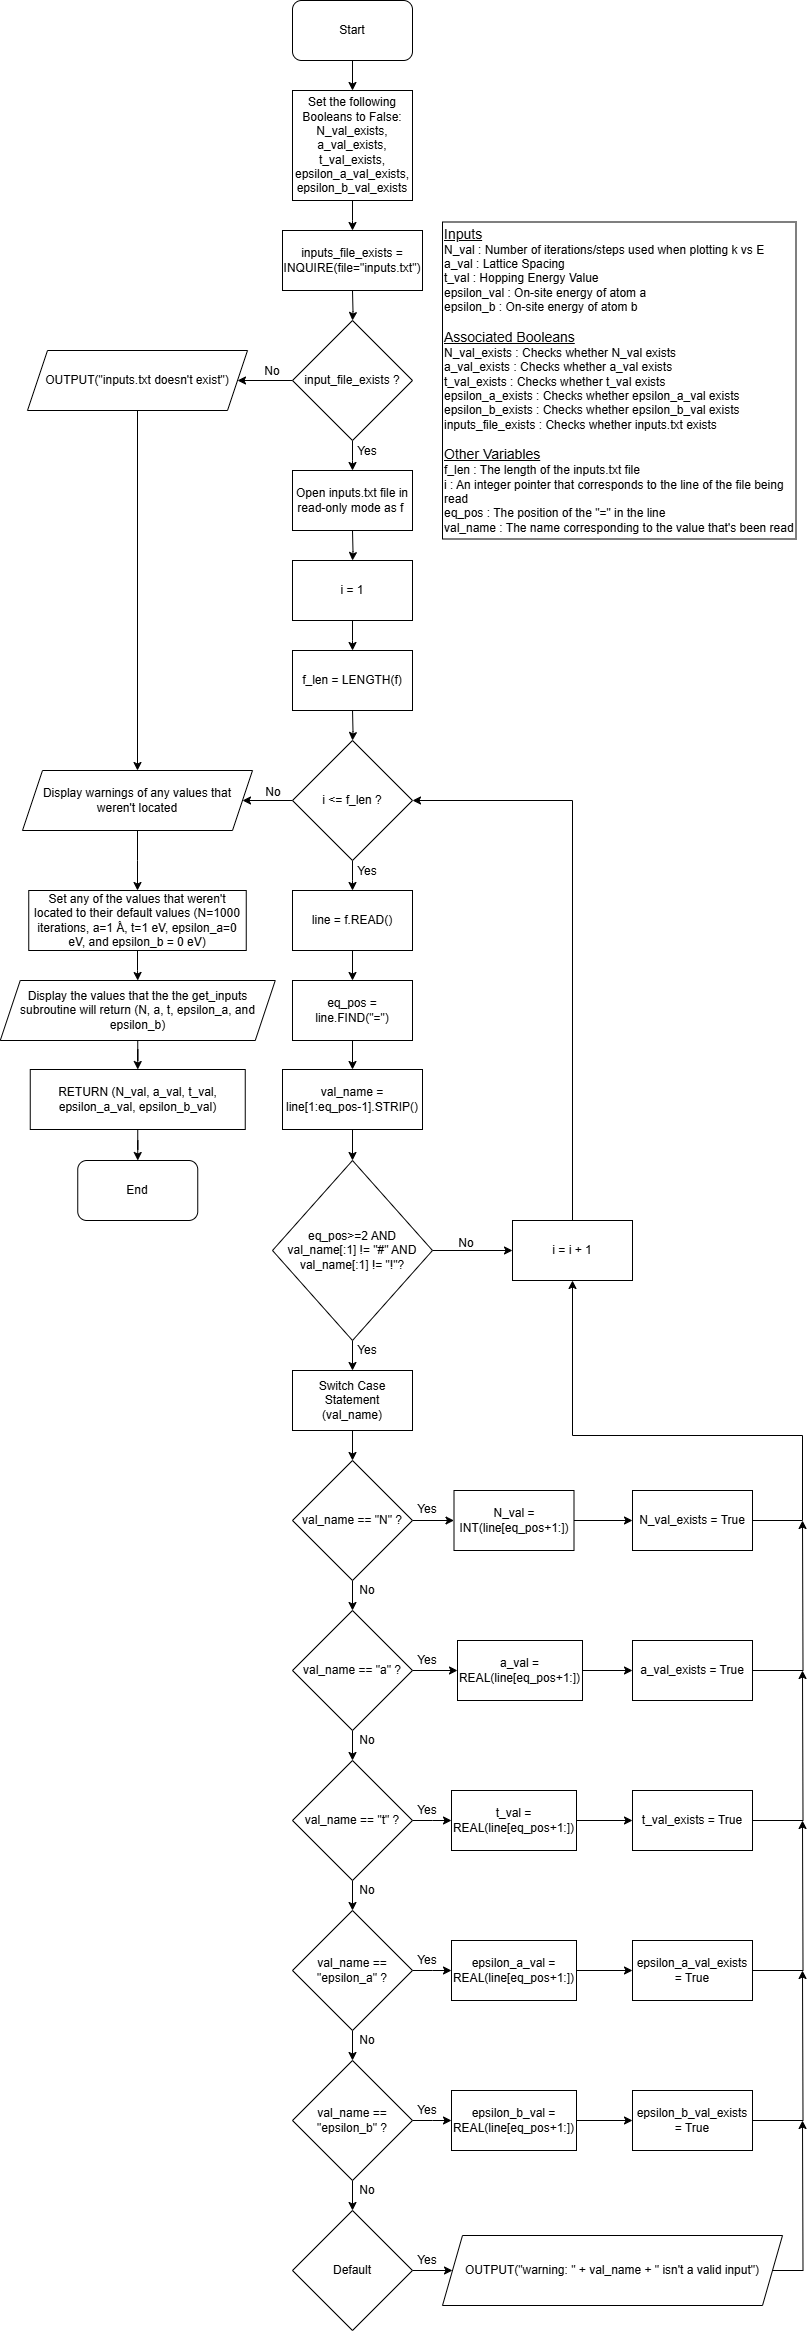 Start
Set the following
Booleans to False:
N_val_exists,
a_val_exists,
t_val_exists,
epsilon_a_val_exists,
epsilon_b_val_exists
inputs_file_exists =
INQUIRE(file="inputs.txt")
Inputs
N_val : Number of iterations/steps used when plotting k vs E
a_val : Lattice Spacing
t_val : Hopping Energy Value
epsilon_val : On-site energy of atom a
epsilon_b : On-site energy of atom b
Associated Booleans
N_val_exists : Checks whether N_val exists
a_val_exists : Checks whether a_val exists
t_val_exists : Checks whether t_val exists
epsilon_a_exists : Checks whether epsilon_a_val exists
epsilon_b_exists : Checks whether epsilon_b_val exists
inputs_file_exists : Checks whether inputs.txt exists
Other Variables
f_len : The length of the inputs.txt file
i : An integer pointer that corresponds to the line of the file being
read
eq_pos : The position of the "=" in the line
val_name : The name corresponding to the value that's been read
input_file_exists ?
No
OUTPUT("inputs.txt doesn't exist")
Yes
Open inputs.txt file in
read-only mode as f
i = 1
f_len = LENGTH(f)
i <= f_len ?
No
Display warnings of any values that
weren't located
Set any of the values that weren't
located to their default values (N=1000
iterations, a=1 Å, t=1 eV, epsilon_a=0
eV, and epsilon_b = 0 eV)
Display the values that the the get_inputs
subroutine will return (N, a, t, epsilon_a, and
epsilon_b)
RETURN (N_val, a_val, t_val,
epsilon_a_val, epsilon_b_val)
End
Yes
line = f.READ()
eq_pos =
line.FIND("=")
val_name =
line[1:eq_pos-1].STRIP()
eq_pos>=2 AND
val_name[:1] != "#" AND
val_name[:1] != "!"?
No
i = i + 1
Yes
Switch Case
Statement
(val_name)
val_name == "N" ?
Yes
N_val =
INT(line[eq_pos+1:])
N_val_exists = True
No
val_name == "a" ?
Yes
a_val =
REAL(line[eq_pos+1:])
a_val_exists = True
No
val_name == "t" ?
Yes
t_val =
REAL(line[eq_pos+1:])
t_val_exists = True
No
val_name ==
"epsilon_a" ?
Yes
epsilon_a_val =
REAL(line[eq_pos+1:])
epsilon_a_val_exists
= True
No
val_name ==
"epsilon_b" ?
Yes
epsilon_b_val =
REAL(line[eq_pos+1:])
epsilon_b_val_exists
= True
No
Default
Yes
OUTPUT("warning: " + val_name + " isn't a valid input")